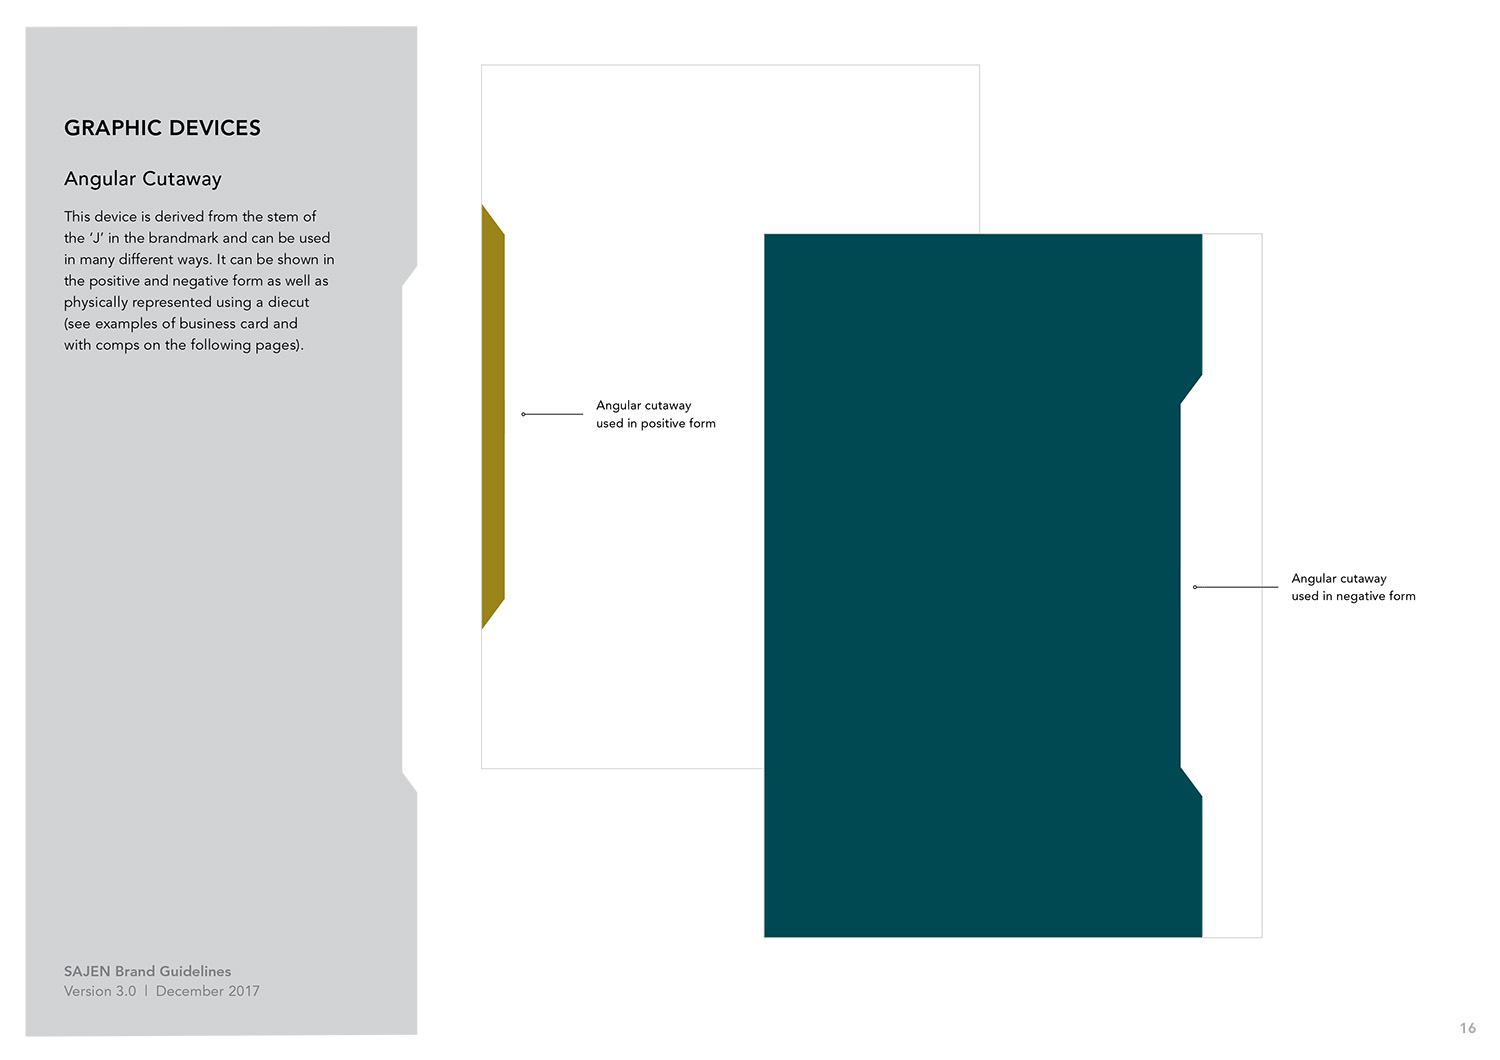 GRAPHIC DEVICES
Angular Cutaway
This device is derived from the stem of
the ‘J’ in the brandmark and can be used
in many different ways. It can be shown in
the positive and negative form as well as
physically represented using a diecut
(see examples of business card and
with comps on the following pages).
Angular cutaway
used in positive form
Angular cutaway
used in negative form
SAJEN Brand Guidelines
Version 3.0 | December 2017
16